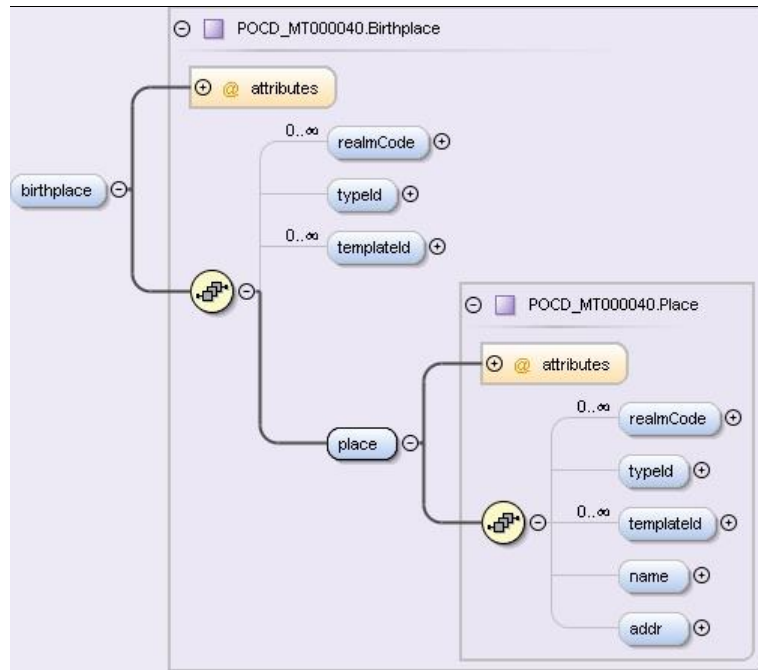 POCD_MT000040.Birthplace
@ attributes
0..∞
realmCode
birthplace
typeId
0..∞
templateId
POCD_MT000040.Place
@ attributes
0..∞
realmCode
place
typeId
0..∞
templateId
name
addr